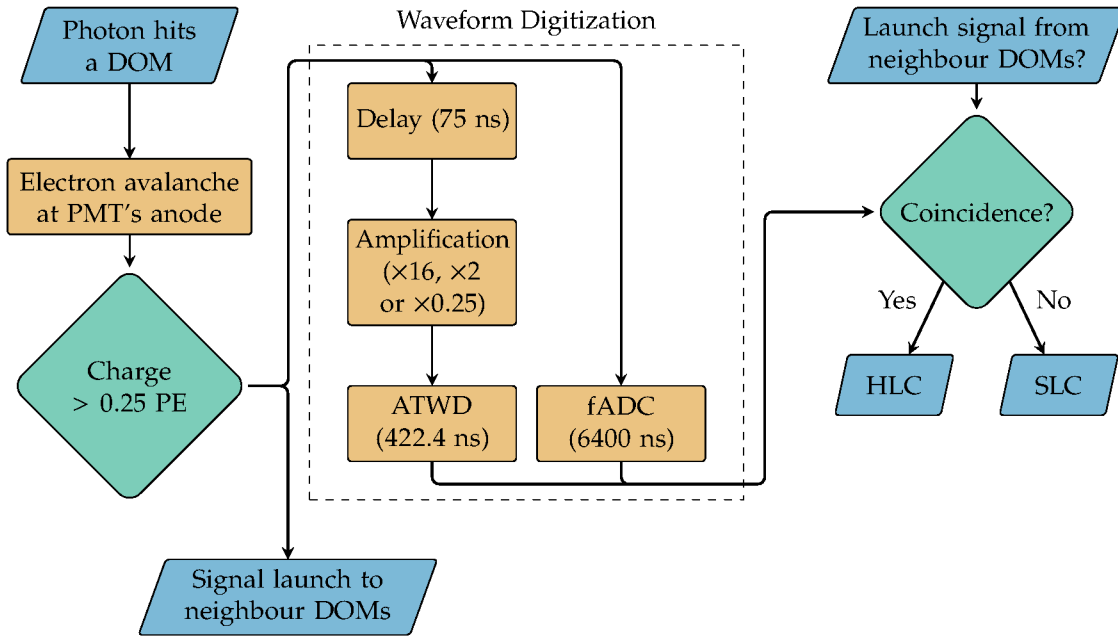 Photon hits
a DOM
Electron avalanche
at PMT's anode
Charge
> 0.25 PE
Signal launch to
neighbour DOMs
Waveform Digitization
Delay (75 ns)
Amplification
(×16, ×2
or ×0.25)
ATWD
(422.4 ns)
fADC
(6400 ns)
Launch signal from
neighbour DOMs?
Coincidence?
Yes
No
HLC
SLC